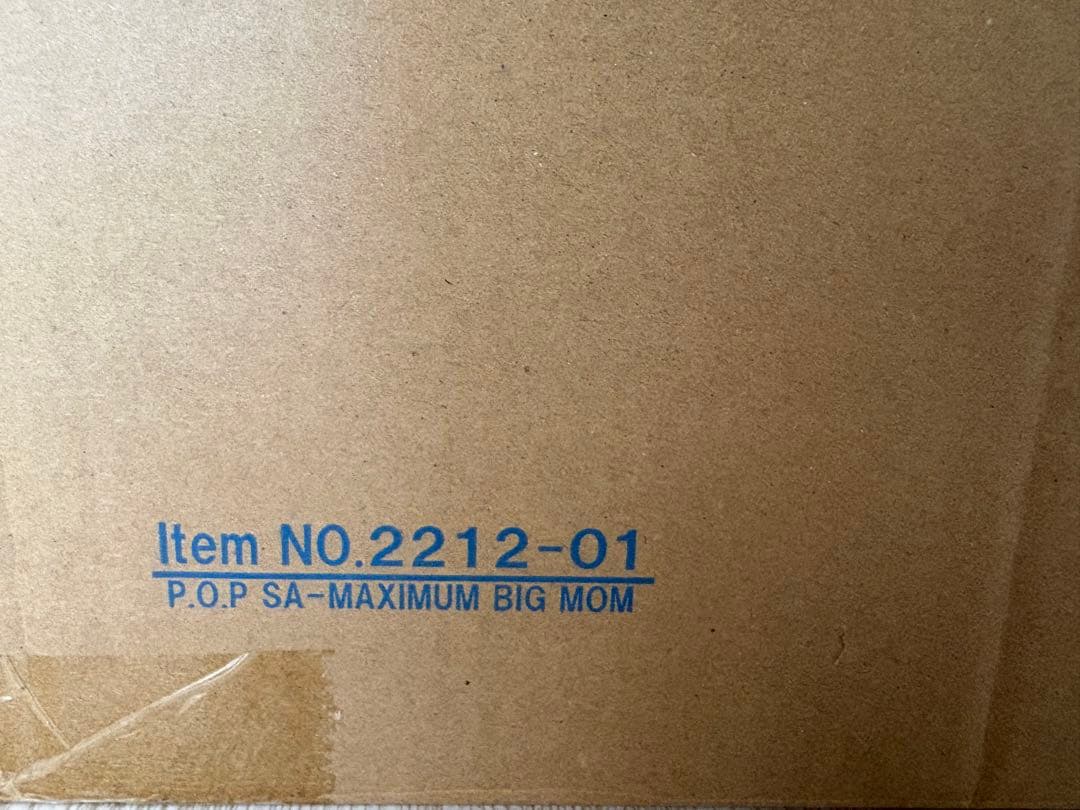 Item NO.2212-01
P.O.P SA-MAXIMUM BIG MOM